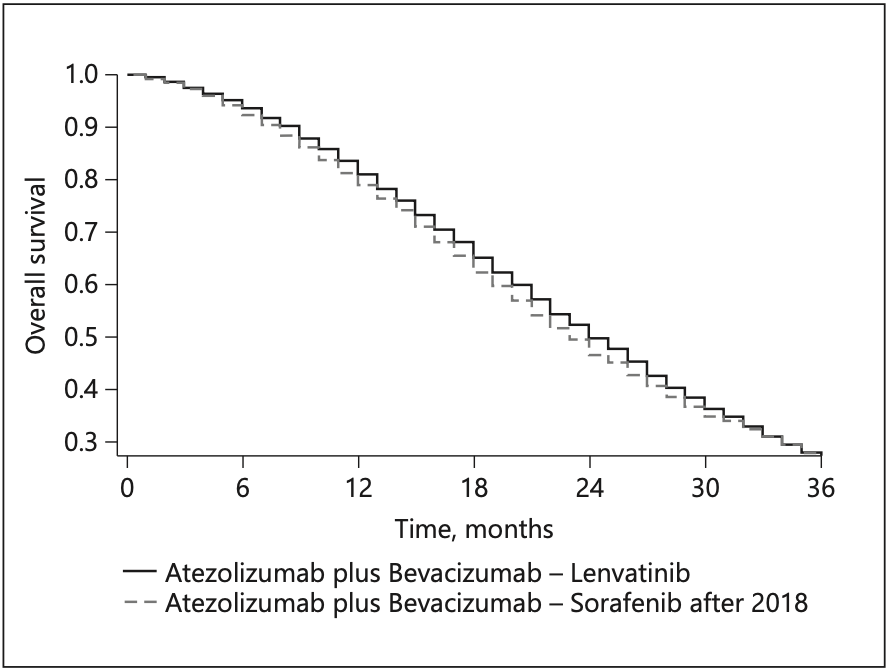 Overall survival
1.0
0.9
0.8
0.7
0.6
0.5
0.4
0.3
0 6 12 18 24 30 36
Time, months
Atezolizumab plus Bevacizumab – Lenvatinib
Atezolizumab plus Bevacizumab – Sorafenib after 2018